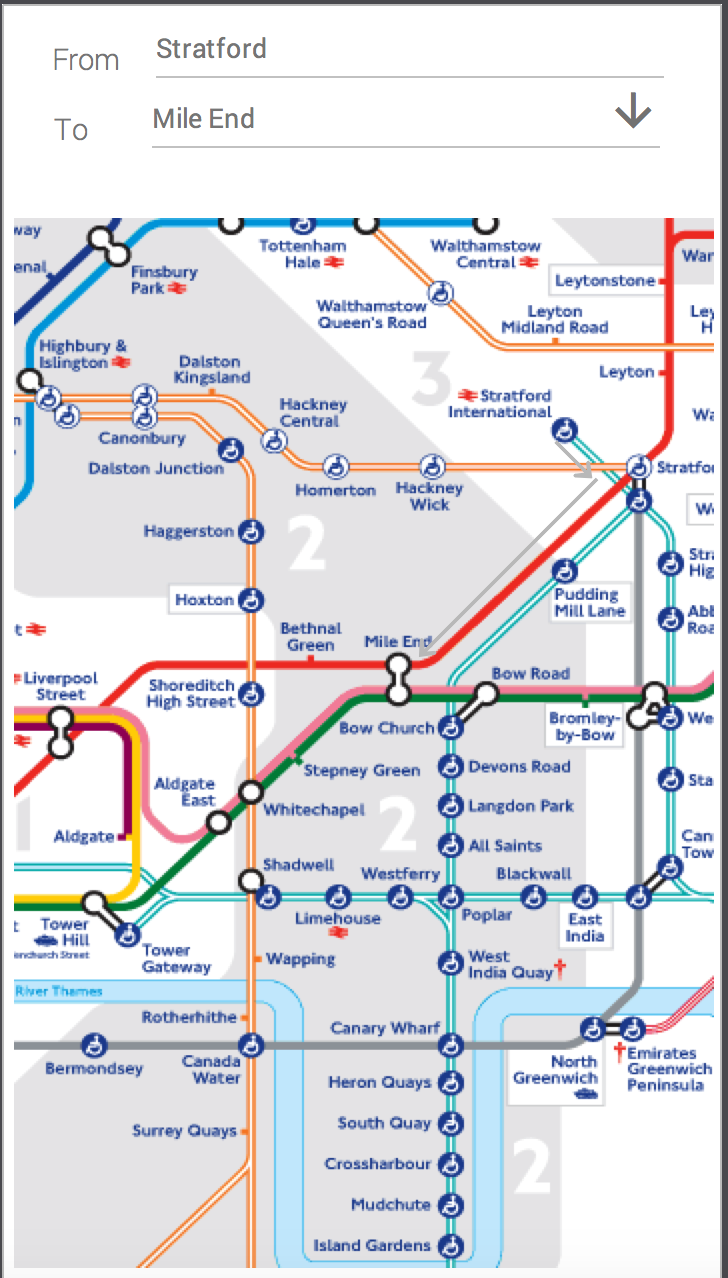 From Stratford
To Mile End
way
enal
Finsbury
Park
Tottenham
Hale
Walthamstow
Central
Walthamstow
Queen's Road
Leytonstone
War
Leyton
Midland Road
Ley
H
Leyton
Highbury &
Islington
Dalston
Kingsland
3
Stratford
International
Wa
Hackney
Central
n
Canonbury
Dalston Junction
Homerton
Hackney
Wick
Stratfo
We
Haggerston
2
Stra
Hig
Pudding
Mill Lane
Hoxton
Abb
Roa
t
Bethnal
Green
Mile End
Liverpool
Street
Shoreditch
High Street
Bow Road
Bow Church
Bromley-
by-Bow
We
Stepney Green
Devons Road
Sta
Aldgate
East
Whitechapel
2
Langdon Park
1
Aldgate
All Saints
Can
Tow
Shadwell
Westferry
Blackwall
t
Tower
Hill
enchurch Street
Tower
Gateway
Limehouse
Poplar
East
India
Wapping
West
India Quay†
River Thames
Rotherhithe
Canary Wharf
Bermondsey
Canada
Water
North
Greenwich
†Emirates
Greenwich
Peninsula
Heron Quays
Surrey Quays
South Quay
Crossharbour
2
Mudchute
Island Gardens